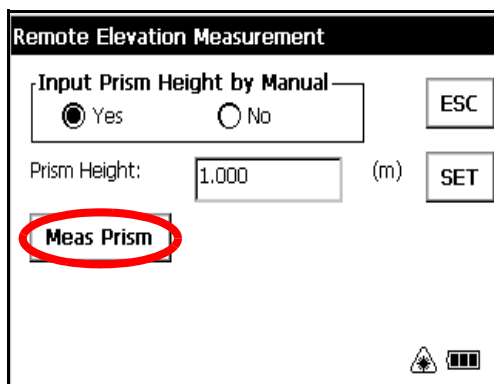 Remote Elevation Measurement
Input Prism Height by Manual
Yes No
ESC
Prism Height: 1.000 (m)
SET
Meas Prism